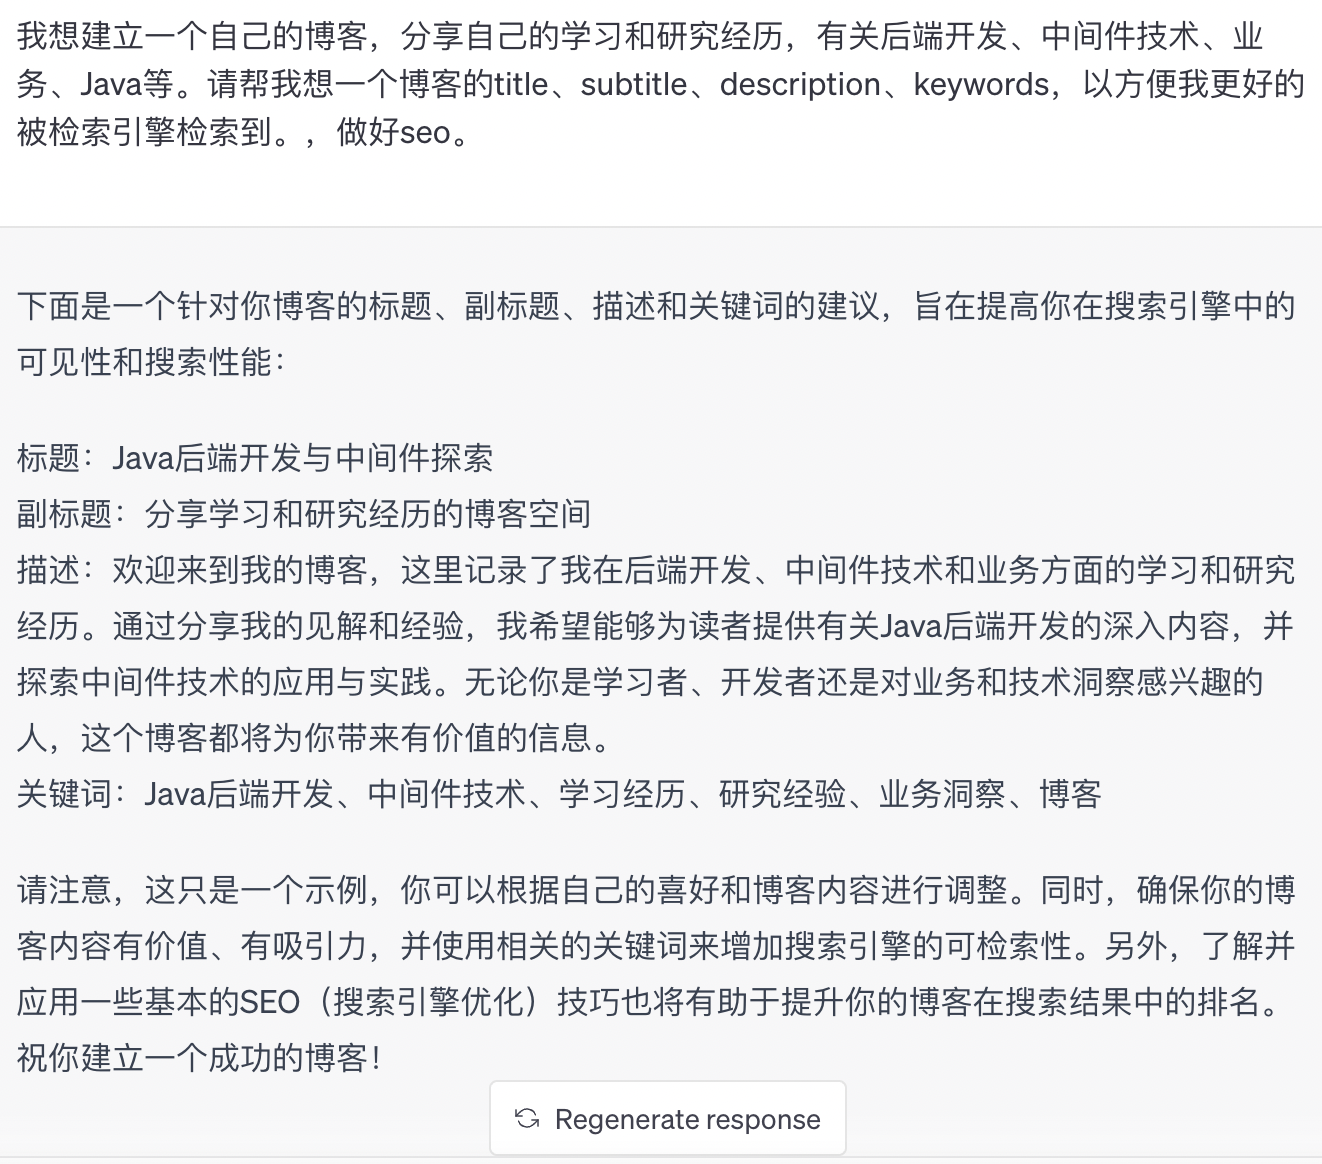 我想建立一个自己的博客，分享自己的学习和研究经历，有关后端开发、中间件技术、业
务、Java等。请帮我想一个博客的title、subtitle、description、keywords，以方便我更好的
被检索引擎检索到。，做好seo。
下面是一个针对你博客的标题、副标题、描述和关键词的建议，旨在提高你在搜索引擎中的
可见性和搜索性能：
标题：Java后端开发与中间件探索
副标题：分享学习和研究经历的博客空间
描述：欢迎来到我的博客，这里记录了我在后端开发、中间件技术和业务方面的学习和研究
经历。通过分享我的见解和经验，我希望能够为读者提供有关Java后端开发的深入内容，并
探索中间件技术的应用与实践。无论你是学习者、开发者还是对业务和技术洞察感兴趣的
人，这个博客都将为你带来有价值的信息。
关键词：Java后端开发、中间件技术、学习经历、研究经验、业务洞察、博客
请注意，这只是一个示例，你可以根据自己的喜好和博客内容进行调整。同时，确保你的博
客内容有价值、有吸引力，并使用相关的关键词来增加搜索引擎的可检索性。另外，了解并
应用一些基本的SEO（搜索引擎优化）技巧也将有助于提升你的博客在搜索结果中的排名。
祝你建立一个成功的博客！
Regenerate response